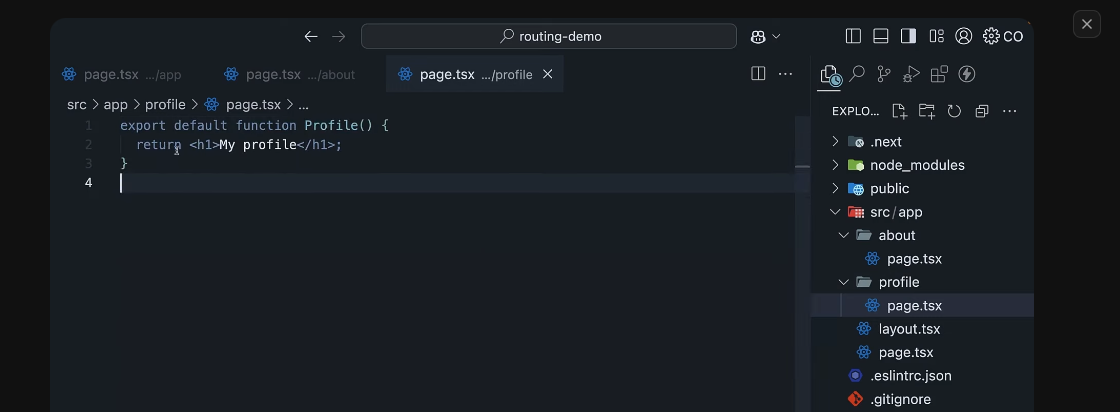 routing-demo
CO
page.tsx .../app
page.tsx .../about
page.tsx .../profile
src > app > profile > page.tsx > ...
1 export default function Profile() {
2 return <h1>My profile</h1>;
3 }
4
EXPLO...
.next
node_modules
public
src/app
about
page.tsx
profile
page.tsx
layout.tsx
page.tsx
.eslintrc.json
.gitignore